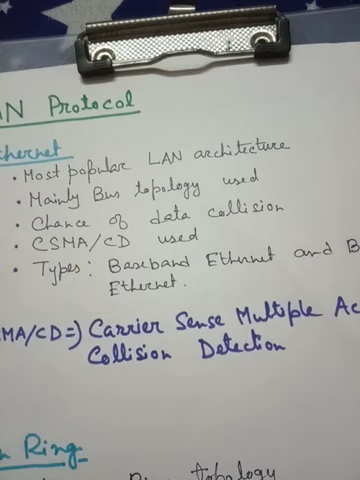 AN Protocol
thernet
• Most popular LAN architecture
• Mainly Bus topology used
• Chance of data collision
• CSMA/CD used
• Types: Baseband Ethernet and B
Ethernet.
MA/CD=) Carrier Sense Multiple Ac
Collision Detection
n Ring
topology